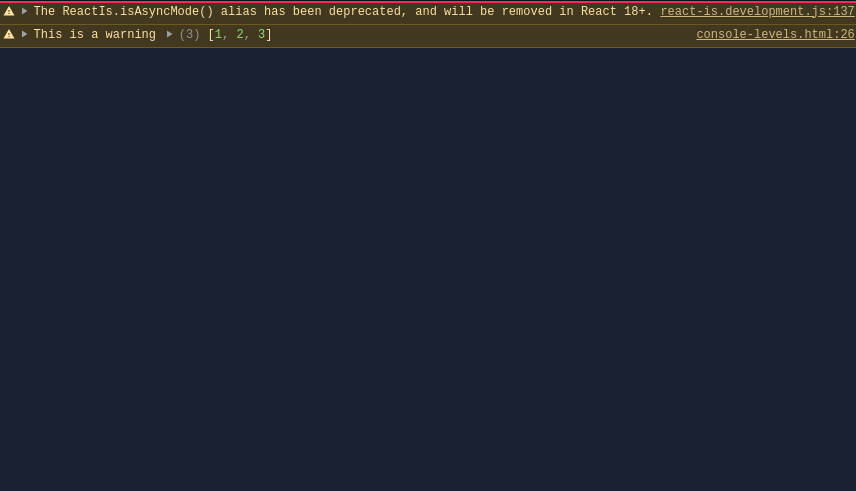 The ReactIs.isAsyncMode() alias has been deprecated, and will be removed in React 18+. react-is.development.js:137
This is a warning (3) [1, 2, 3] console-levels.html:26